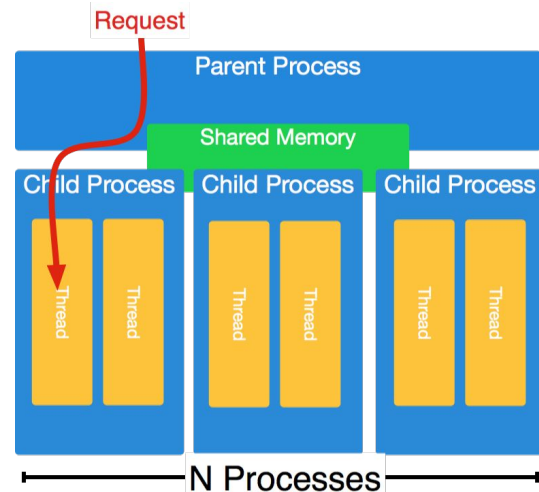 Request
Parent Process
Shared Memory
Child Process
Child Process
Child Process
Thread
Thread
Thread
Thread
Thread
Thread
N Processes